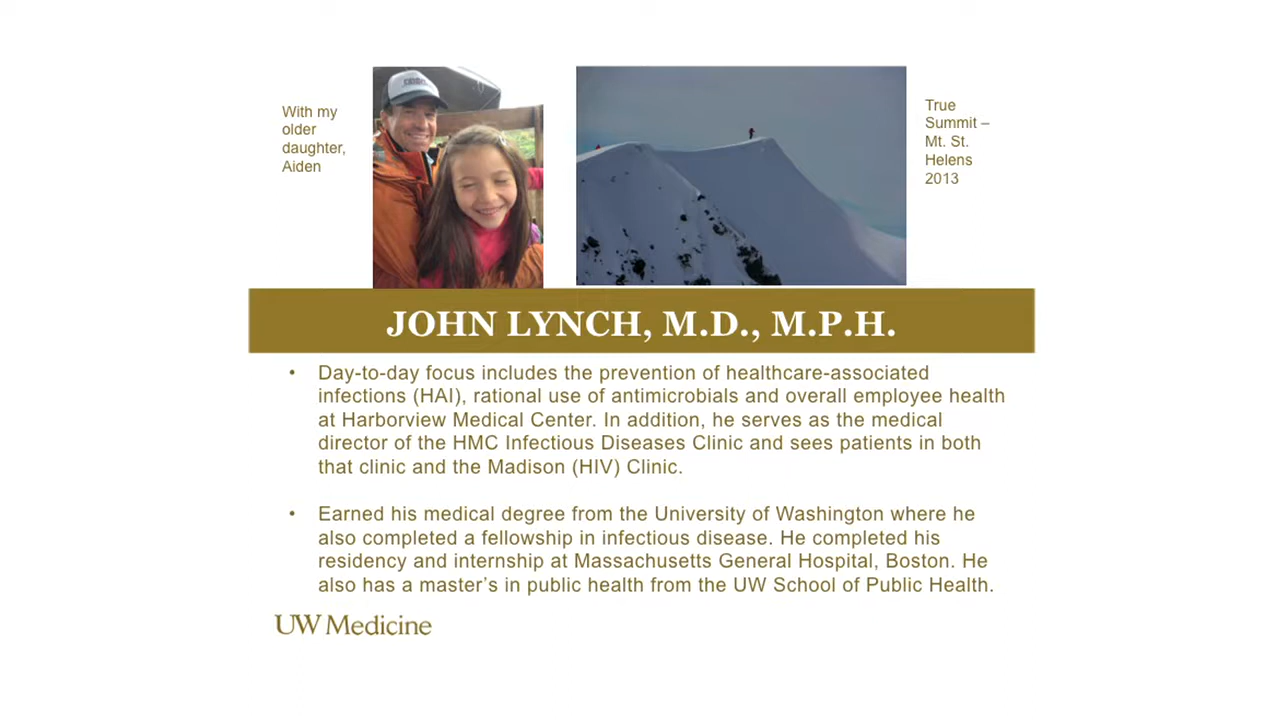 With my
older
daughter,
Aiden
True
Summit –
Mt. St.
Helens
2013
JOHN LYNCH, M.D., M.P.H.
• Day-to-day focus includes the prevention of healthcare-associated
infections (HAI), rational use of antimicrobials and overall employee health
at Harborview Medical Center. In addition, he serves as the medical
director of the HMC Infectious Diseases Clinic and sees patients in both
that clinic and the Madison (HIV) Clinic.
• Earned his medical degree from the University of Washington where he
also completed a fellowship in infectious disease. He completed his
residency and internship at Massachusetts General Hospital, Boston. He
also has a master’s in public health from the UW School of Public Health.
UW Medicine